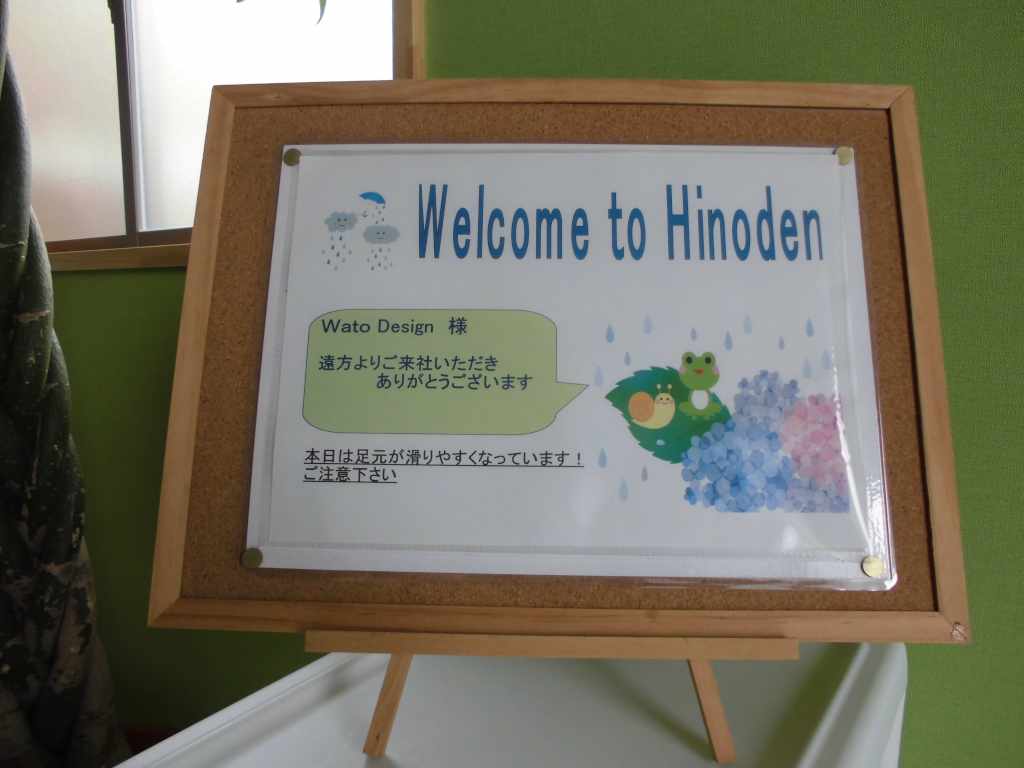 Welcome to Hinoden
Wato Design 様
遠方よりご来社いただき
ありがとうございます
本日は足元が滑りやすくなっています！
ご注意下さい